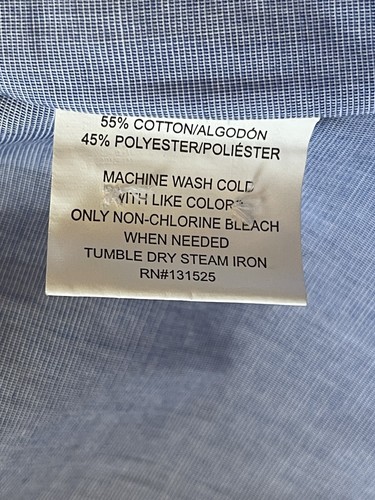 55% COTTON/ALGODÓN
45% POLYESTER/POLIÉSTER
MACHINE WASH COLD
WITH LIKE COLORS
ONLY NON-CHLORINE BLEACH
WHEN NEEDED
TUMBLE DRY STEAM IRON
RN#131525